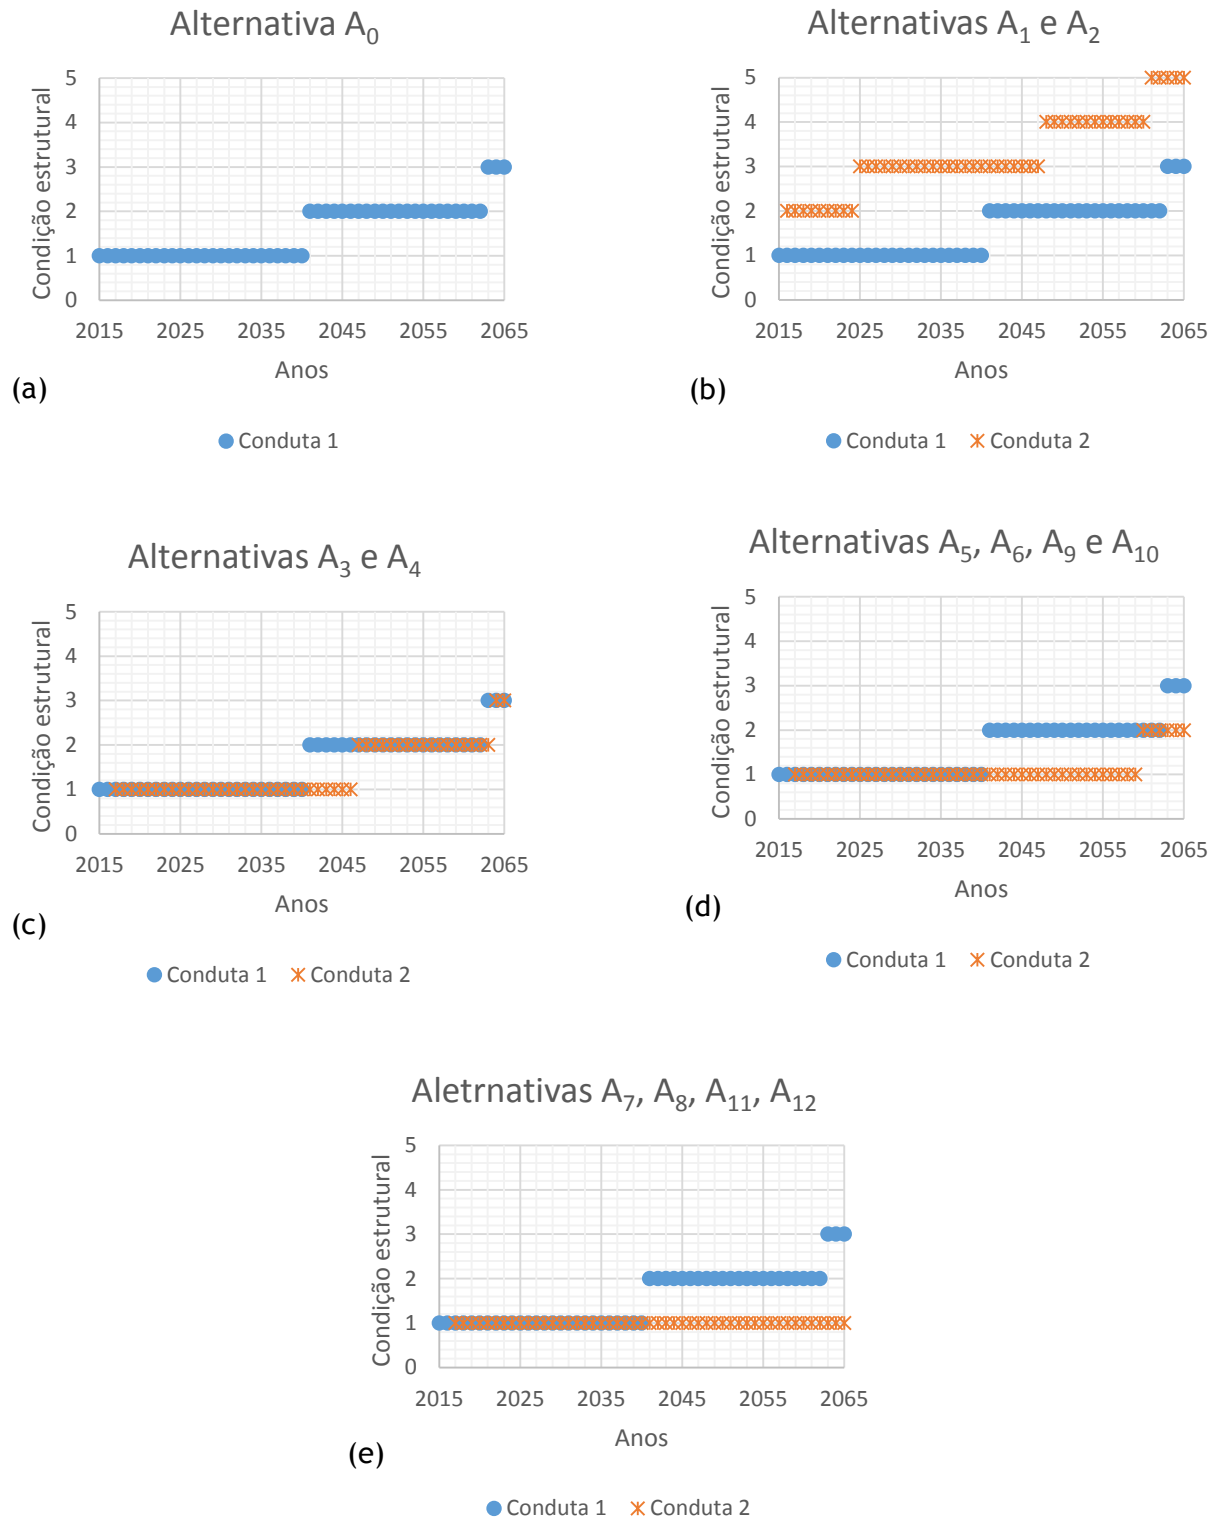 Alternativa A0
Condição estrutural
5
4
3
2
1
0
2015 2025 2035 2045 2055 2065
Anos
(a)
Conduta 1
Alternativas A1 e A2
Condição estrutural
5
4
3
2
1
0
2015 2025 2035 2045 2055 2065
Anos
(b)
Conduta 1 Conduta 2
Alternativas A3 e A4
Condição estrutural
5
4
3
2
1
0
2015 2025 2035 2045 2055 2065
Anos
(c)
Conduta 1 Conduta 2
Alternativas A5, A6, A9 e A10
Condição estrutural
5
4
3
2
1
0
2015 2025 2035 2045 2055 2065
Anos
(d)
Conduta 1 Conduta 2
Aletrnativas A7, A8, A11, A12
Condição estrutural
5
4
3
2
1
0
2015 2025 2035 2045 2055 2065
Anos
(e)
Conduta 1 Conduta 2